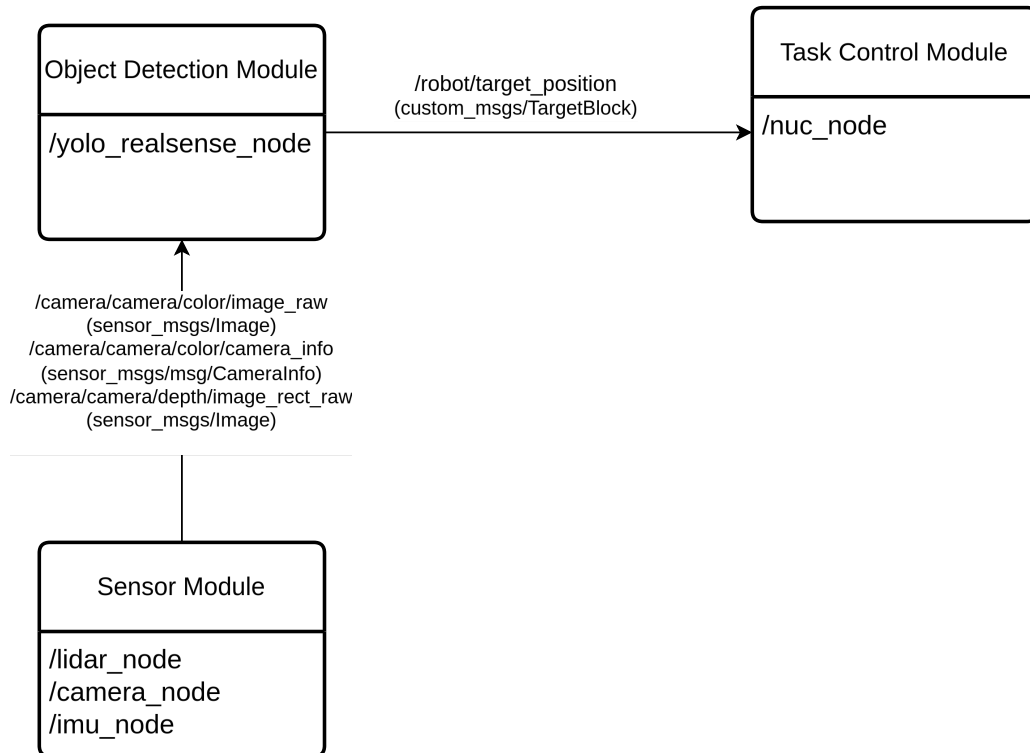 Object Detection Module
/yolo_realsense_node
/robot/target_position
(custom_msgs/TargetBlock)
Task Control Module
/nuc_node
/camera/camera/color/image_raw
(sensor_msgs/Image)
/camera/camera/color/camera_info
(sensor_msgs/msg/CameraInfo)
/camera/camera/depth/image_rect_raw
(sensor_msgs/Image)
Sensor Module
/lidar_node
/camera_node
/imu_node